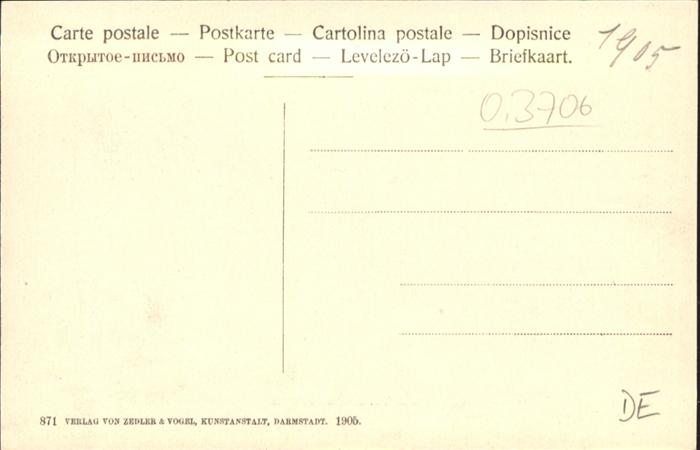 Carte postale — Postkarte — Cartolina postale — Dopisnice
Открытое-письмо — Post card — Levelező-Lap — Briefkaart.
1905
0.3706
871 VERLAG VON ZEDLER & VOGEL, KUNSTANSTALT, DARMSTADT. 1905.
DE